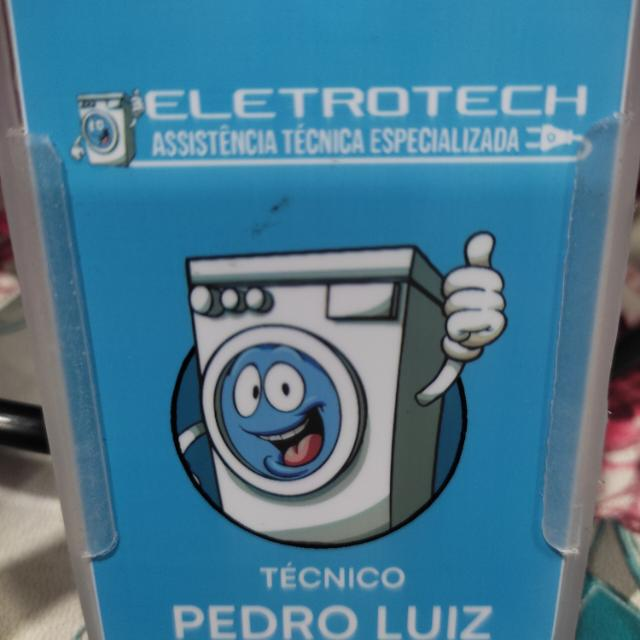 ELETROTECH
ASSISTÊNCIA TÉCNICA ESPECIALIZADA
TÉCNICO
PEDRO LUIZ